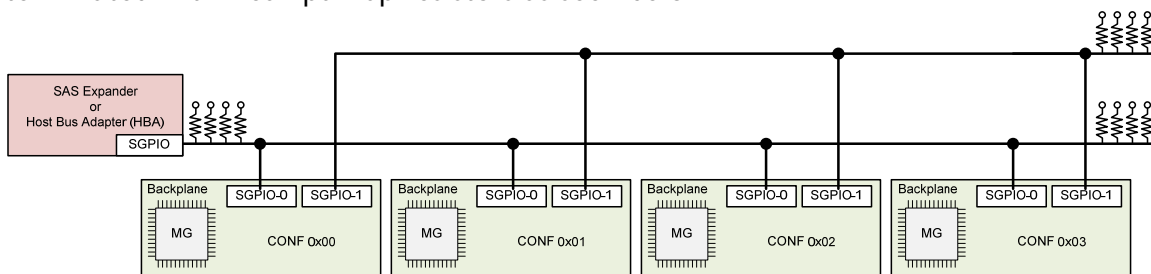 SAS Expander
or
Host Bus Adapter (HBA)
SGPIO
Backplane
SGPIO-0
SGPIO-1
MG
CONF 0x00
Backplane
SGPIO-0
SGPIO-1
MG
CONF 0x01
Backplane
SGPIO-0
SGPIO-1
MG
CONF 0x02
Backplane
SGPIO-0
SGPIO-1
MG
CONF 0x03